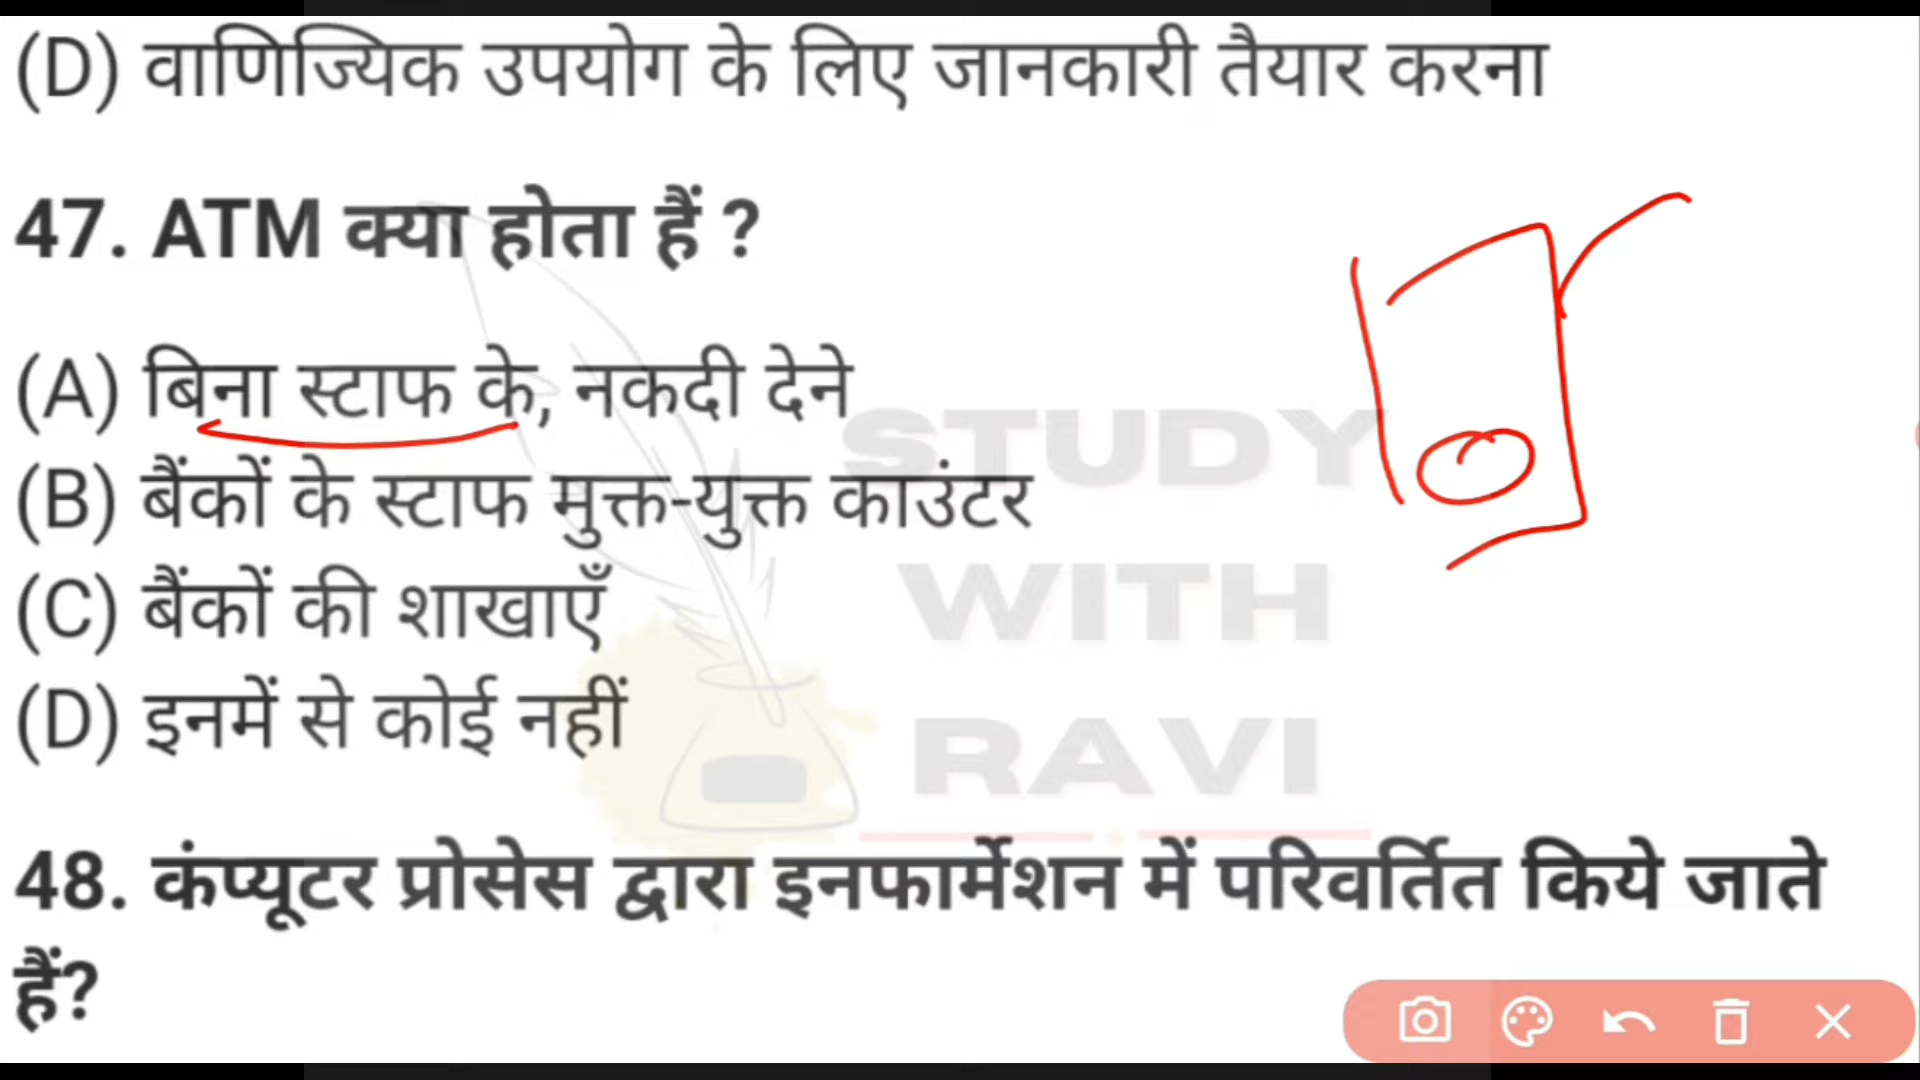 (D) वाणिज्यिक उपयोग के लिए जानकारी तैयार करना
47. ATM क्या होता हैं ?
(A) बिना स्टाफ के, नकदी देने
(B) बैंकों के स्टाफ मुक्त-युक्त काउंटर
(C) बैंकों की शाखाएँ
(D) इनमें से कोई नहीं
STUDY
WITH
RAVI
48. कंप्यूटर प्रोसेस द्वारा इनफार्मेशन में परिवर्तित किये जाते
हैं?